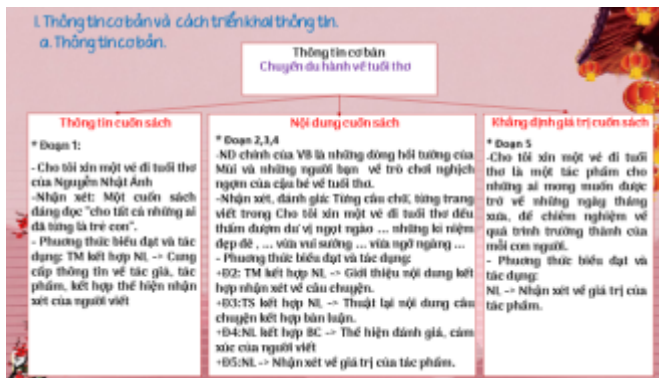 I. Thông tin cơ bản và cách triển khai thông tin.
a. Thông tin cơ bản.
Thông tin cơ bản
Chuyến du hành về tuổi thơ
Thông tin cuốn sách
* Đoạn 1:
- Cho tôi xin một vé đi tuổi thơ
của Nguyễn Nhật Ánh
-Nhận xét: Một cuốn sách
đáng đọc "cho tất cả những ai
đã từng là trẻ con".
- Phương thức biểu đạt và tác
dụng: TM kết hợp NL -> Cung
cấp thông tin về tác giả, tác
phẩm, kết hợp thể hiện nhận
xét của người viết
Nội dung cuốn sách
* Đoạn 2,3,4
-ND chính của VB là những dòng hồi tưởng của
Mùi và những người bạn về trò chơi nghịch
ngợm của cậu bé về tuổi thơ.
-Nhận xét, đánh giá: Từng câu chữ, từng trang
viết trong Cho tôi xin một vé đi tuổi thơ đều
thấm đượm dư vị ngọt ngào ... những kỉ niệm
đẹp đẽ , ... vừa vui sướng ... vừa ngỡ ngàng ...
- Phương thức biểu đạt và tác dụng:
+Đ2: TM kết hợp NL -> Giới thiệu nội dung kết
hợp nhận xét về câu chuyện.
+Đ3:TS kết hợp NL -> Thuật lại nội dung câu
chuyện kết hợp bàn luận.
+Đ4:NL kết hợp BC -> Thể hiện đánh giá, cảm
xúc của người viết
+Đ5:NL -> Nhận xét về giá trị của tác phẩm.
Khẳng định giá trị cuốn sách
* Đoạn 5
-Cho tôi xin một vé đi tuổi
thơ là một tác phẩm cho
những ai mong muốn được
trở về những ngày tháng
xưa, để chiêm nghiệm về
quá trình trưởng thành của
mỗi con người.
- Phương thức biểu đạt và
tác dụng:
NL -> Nhận xét về giá trị của
tác phẩm.